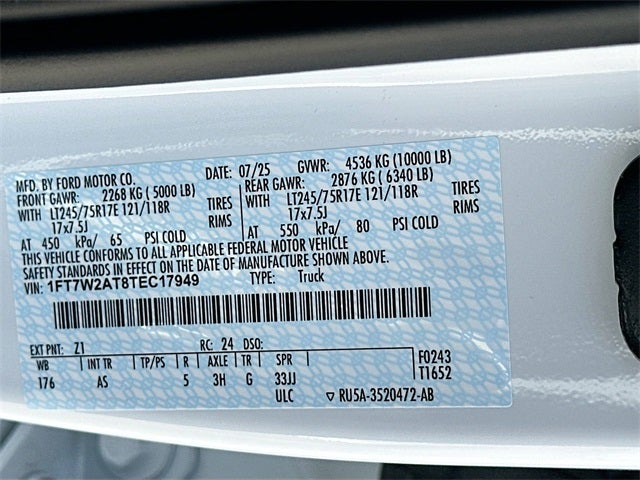 MFD. BY FORD MOTOR CO. DATE: 07/25 GVWR: 4536 KG (10000 LB)
FRONT GAWR: 2268 KG ( 5000 LB) REAR GAWR: 2876 KG ( 6340 LB)
WITH LT245/75R17E 121/118R TIRES WITH LT245/75R17E 121/118R TIRES
17x7.5J RIMS 17x7.5J RIMS
AT 450 kPa/ 65 PSI COLD AT 550 kPa/ 80 PSI COLD
THIS VEHICLE CONFORMS TO ALL APPLICABLE FEDERAL MOTOR VEHICLE
SAFETY STANDARDS IN EFFECT ON THE DATE OF MANUFACTURE SHOWN ABOVE.
VIN: 1FT7W2AT8TEC17949 TYPE: Truck
EXT PNT: Z1 RC: 24 DSO: F0243
WB INT TR TP/PS R AXLE TR SPR T1652
176 AS 5 3H G 33JJ
ULC ▽ RU5A-3520472-AB